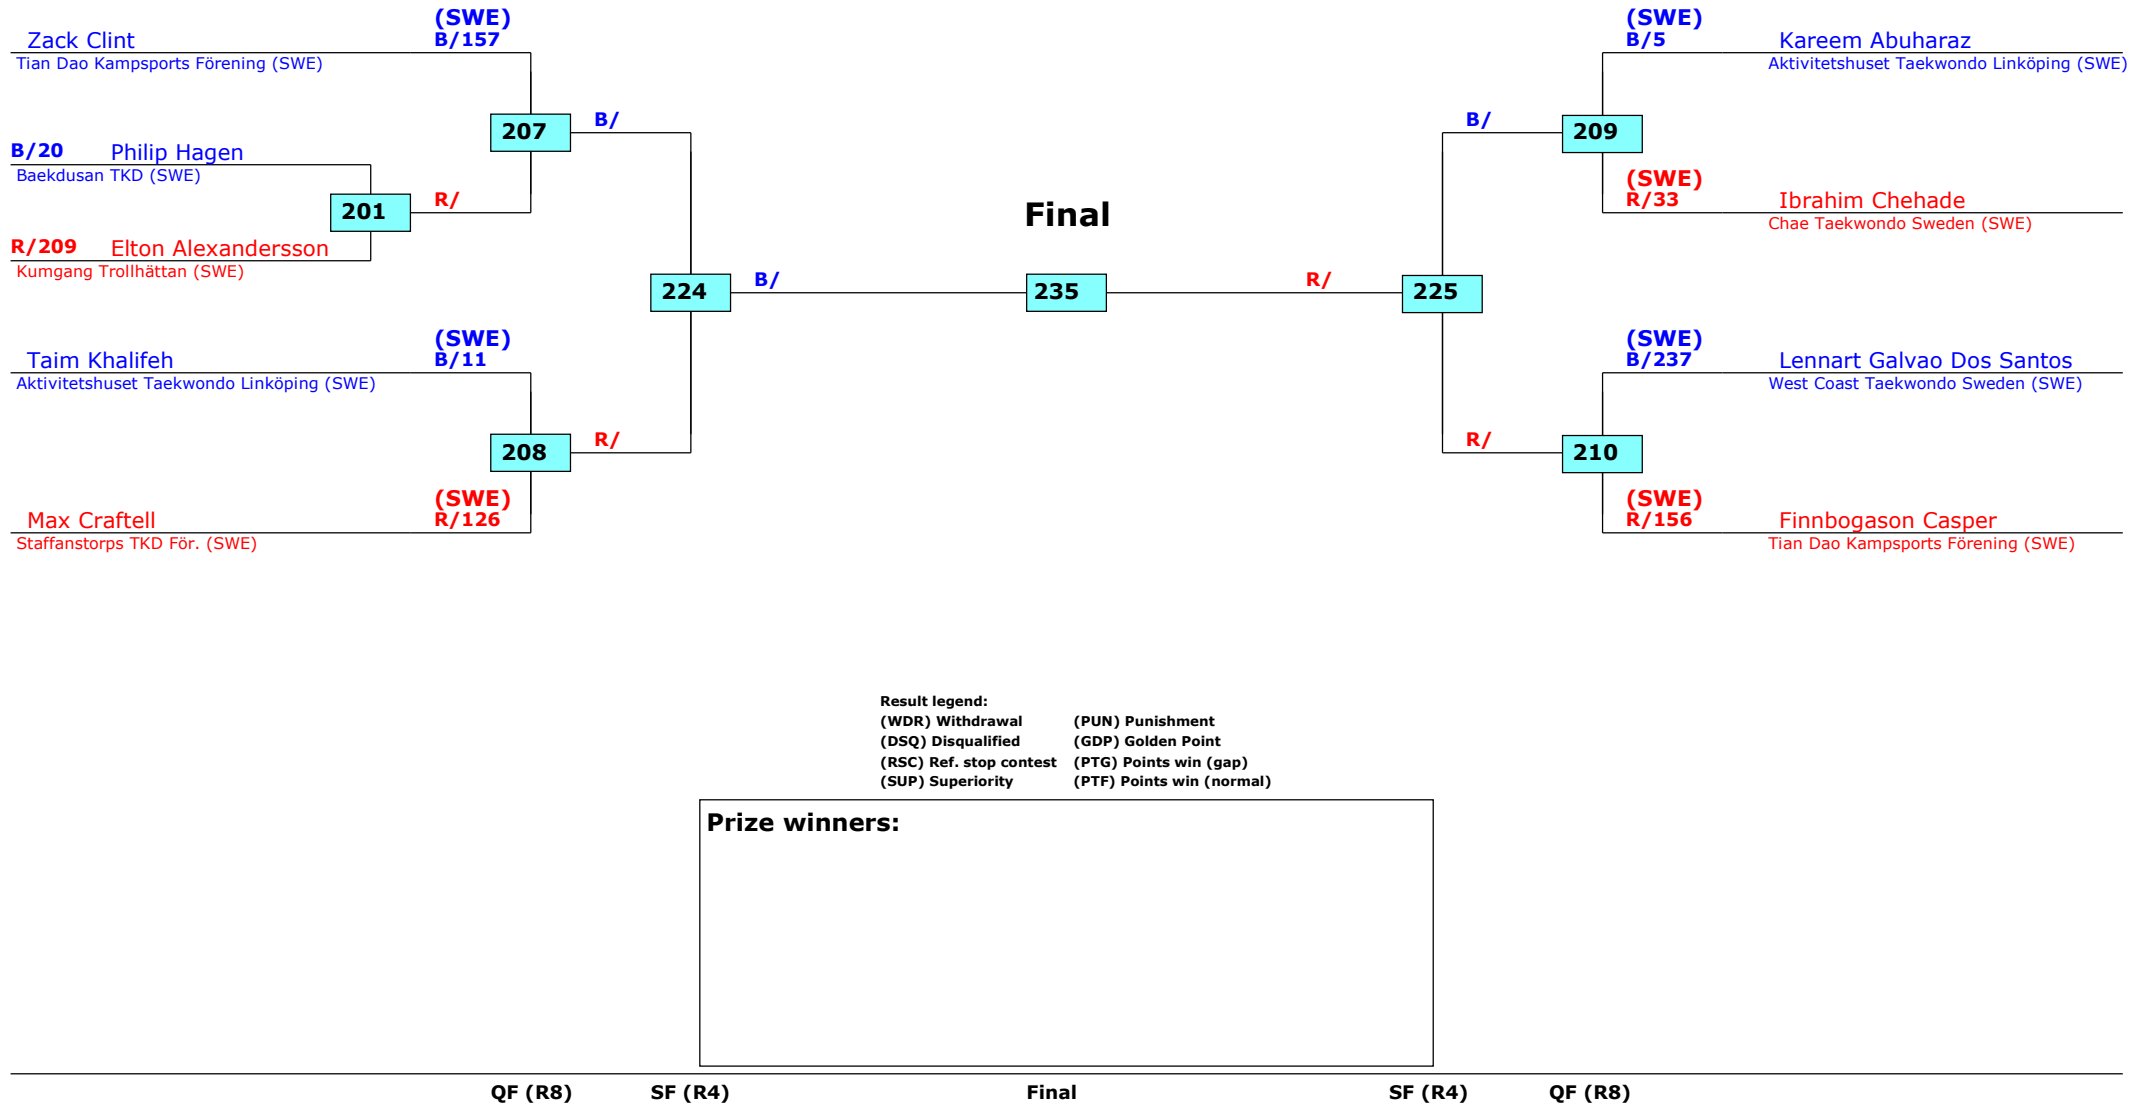 (SWE)
B/157
Zack Clint
Tian Dao Kampsports Förening (SWE)
207
B/
B/20 Philip Hagen
Baekdusan TKD (SWE)
201
R/
R/209 Elton Alexandersson
Kumgang Trollhättan (SWE)
224
B/
(SWE)
B/11
Taim Khalifeh
Aktivitetshuset Taekwondo Linköping (SWE)
208
R/
(SWE)
R/126
Max Craftell
Staffanstorps TKD För. (SWE)
Final
235
(SWE)
B/5
Kareem Abuharaz
Aktivitetshuset Taekwondo Linköping (SWE)
B/
209
(SWE)
R/33
Ibrahim Chehade
Chae Taekwondo Sweden (SWE)
R/
225
(SWE)
B/237
Lennart Galvao Dos Santos
West Coast Taekwondo Sweden (SWE)
R/
210
(SWE)
R/156
Finnbogason Casper
Tian Dao Kampsports Förening (SWE)
Result legend:
(WDR) Withdrawal (PUN) Punishment
(DSQ) Disqualified (GDP) Golden Point
(RSC) Ref. stop contest (PTG) Points win (gap)
(SUP) Superiority (PTF) Points win (normal)
Prize winners:
QF (R8) SF (R4) Final SF (R4) QF (R8)